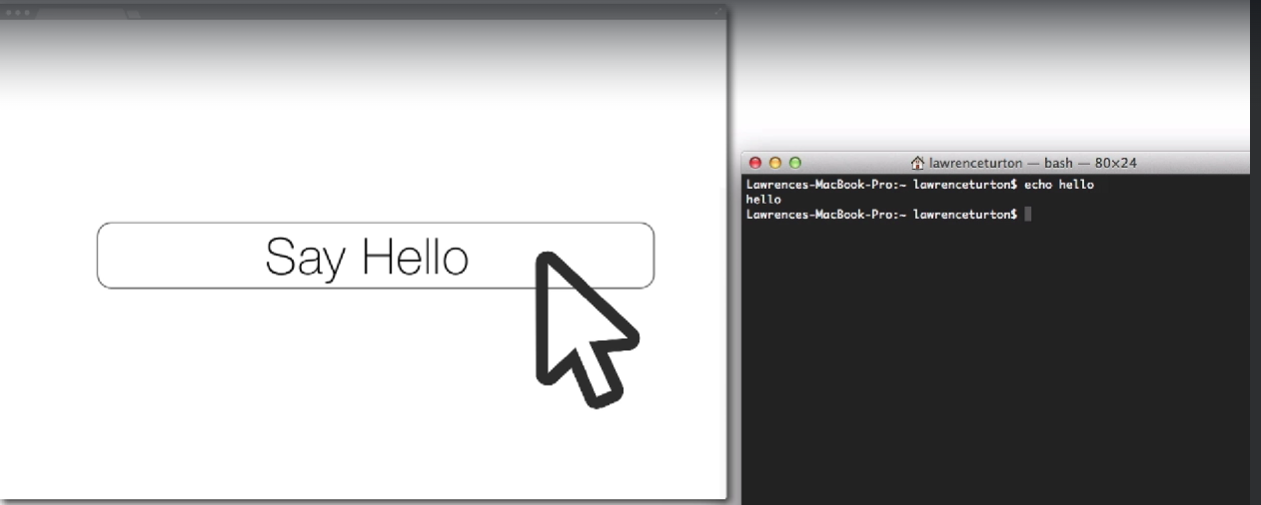 Say Hello
lawrenceturton — bash — 80×24
Lawrences-MacBook-Pro:~ lawrenceturton$ echo hello
hello
Lawrences-MacBook-Pro:~ lawrenceturton$